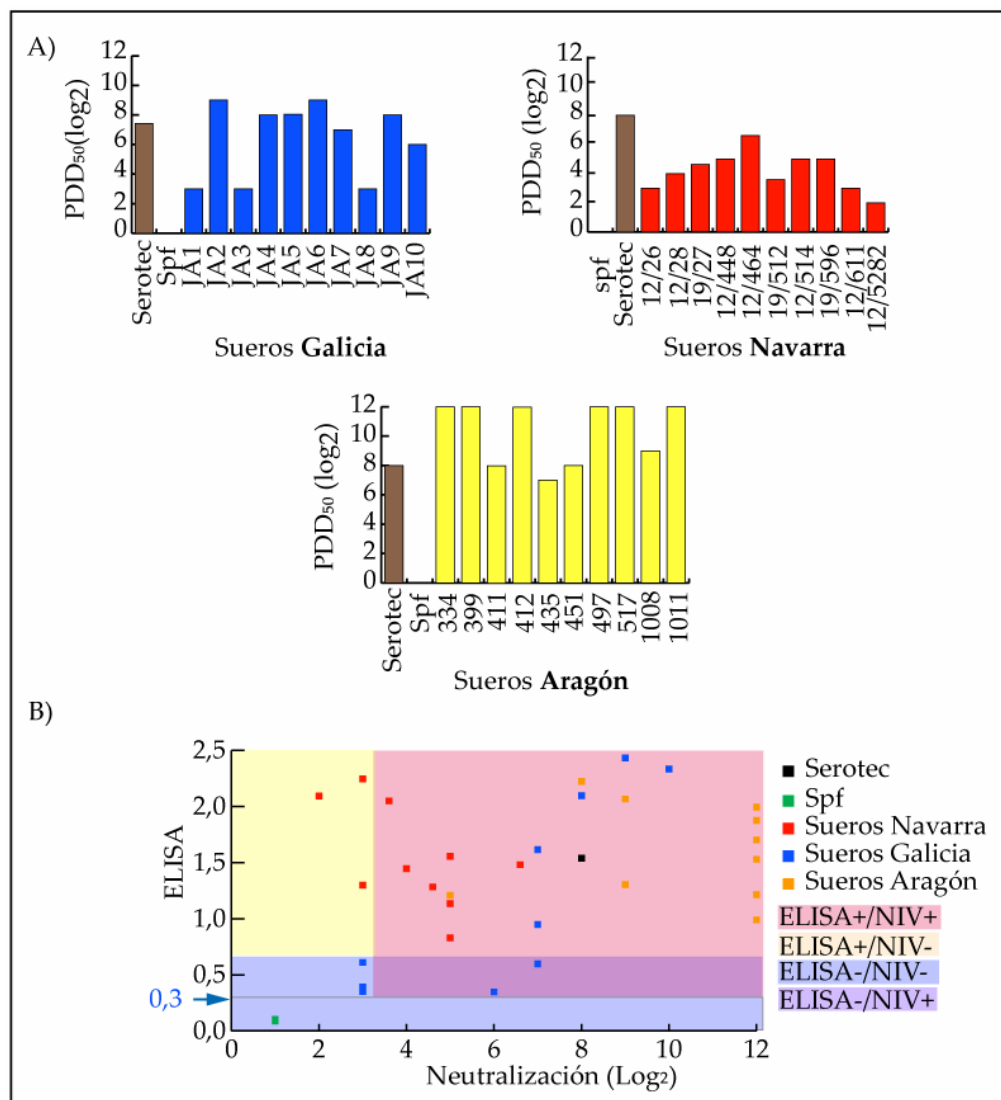 A)
12
10
8
6
4
2
0
PDD50(log2)
Serotec
Spf
JA1
JA2
JA3
JA4
JA5
JA6
JA7
JA8
JA9
JA10
Sueros Galicia
12
10
8
6
4
2
0
PDD50 (log2)
spf
Serotec
12/26
12/28
19/27
12/448
12/464
19/512
12/514
19/596
12/611
12/5282
Sueros Navarra
12
10
8
6
4
2
0
PDD50 (log2)
Serotec
Spf
334
399
411
412
435
451
497
517
1008
1011
Sueros Aragón
B)
ELISA
2,5
2,0
1,5
1,0
0,5
0,3
0,0
0 2 4 6 8 10 12
Neutralización (Log2)
Serotec
Spf
Sueros Navarra
Sueros Galicia
Sueros Aragón
ELISA+/NIV+
ELISA+/NIV-
ELISA-/NIV-
ELISA-/NIV+